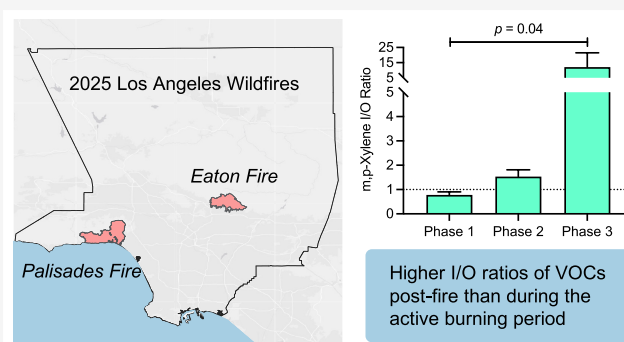 2025 Los Angeles Wildfires
Eaton Fire
Palisades Fire
p = 0.04
m,p-Xylene I/O Ratio
25
15
5
5
4
3
2
1
0
Phase 1 Phase 2 Phase 3
Higher I/O ratios of VOCs
post-fire than during the
active burning period